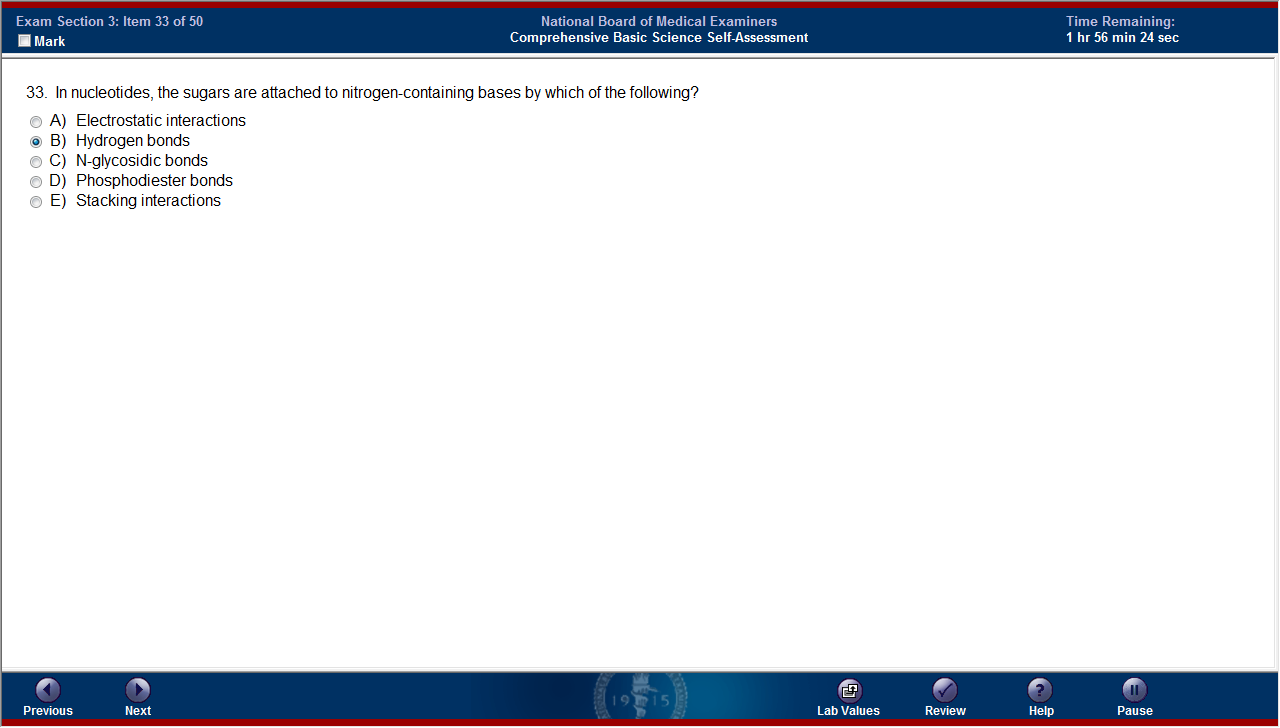 Exam Section 3: Item 33 of 50
National Board of Medical Examiners
Time Remaining:
Mark
Comprehensive Basic Science Self-Assessment
1 hr 56 min 24 sec
33. In nucleotides, the sugars are attached to nitrogen-containing bases by which of the following?
A) Electrostatic interactions
B) Hydrogen bonds
C) N-glycosidic bonds
D) Phosphodiester bonds
E) Stacking interactions
1915
Previous
Next
Lab Values
Review
Help
Pause